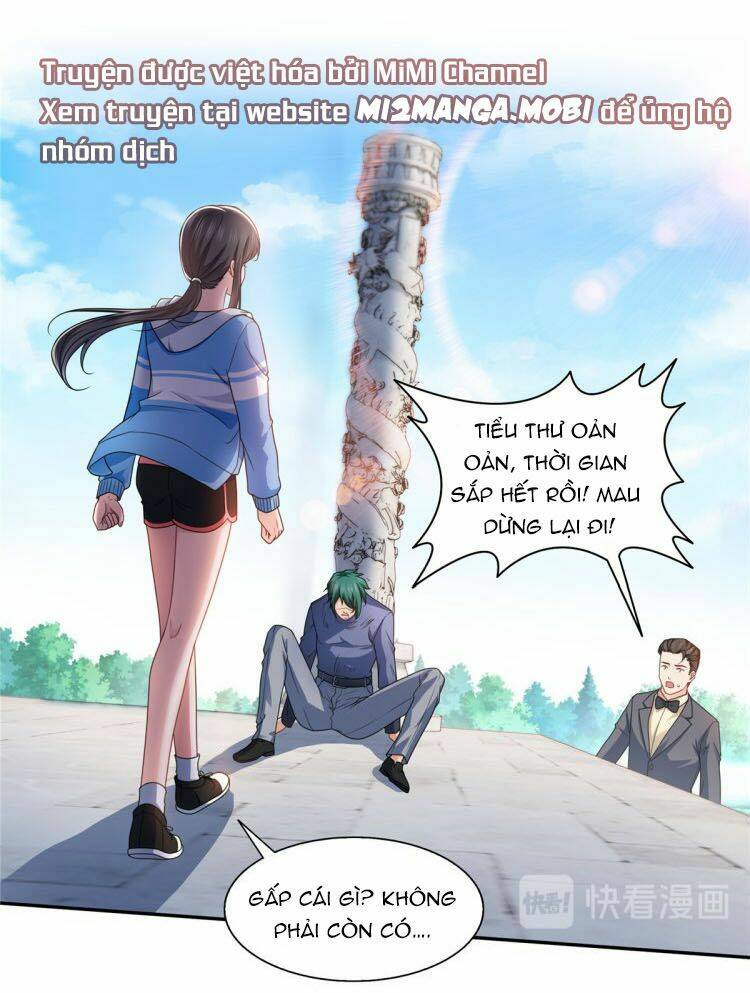 Truyện được việt hóa bởi MiMi Channel
Xem truyện tại website MI2MANGA.MOBI để ủng hộ
nhóm dịch
TIỂU THƯ OẢN
OẢN, THỜI GIAN
SẮP HẾT RỒI! MAU
DỪNG LẠI ĐI!
GẤP CÁI GÌ? KHÔNG
PHẢI CÒN CÓ....
快看! 快看漫画